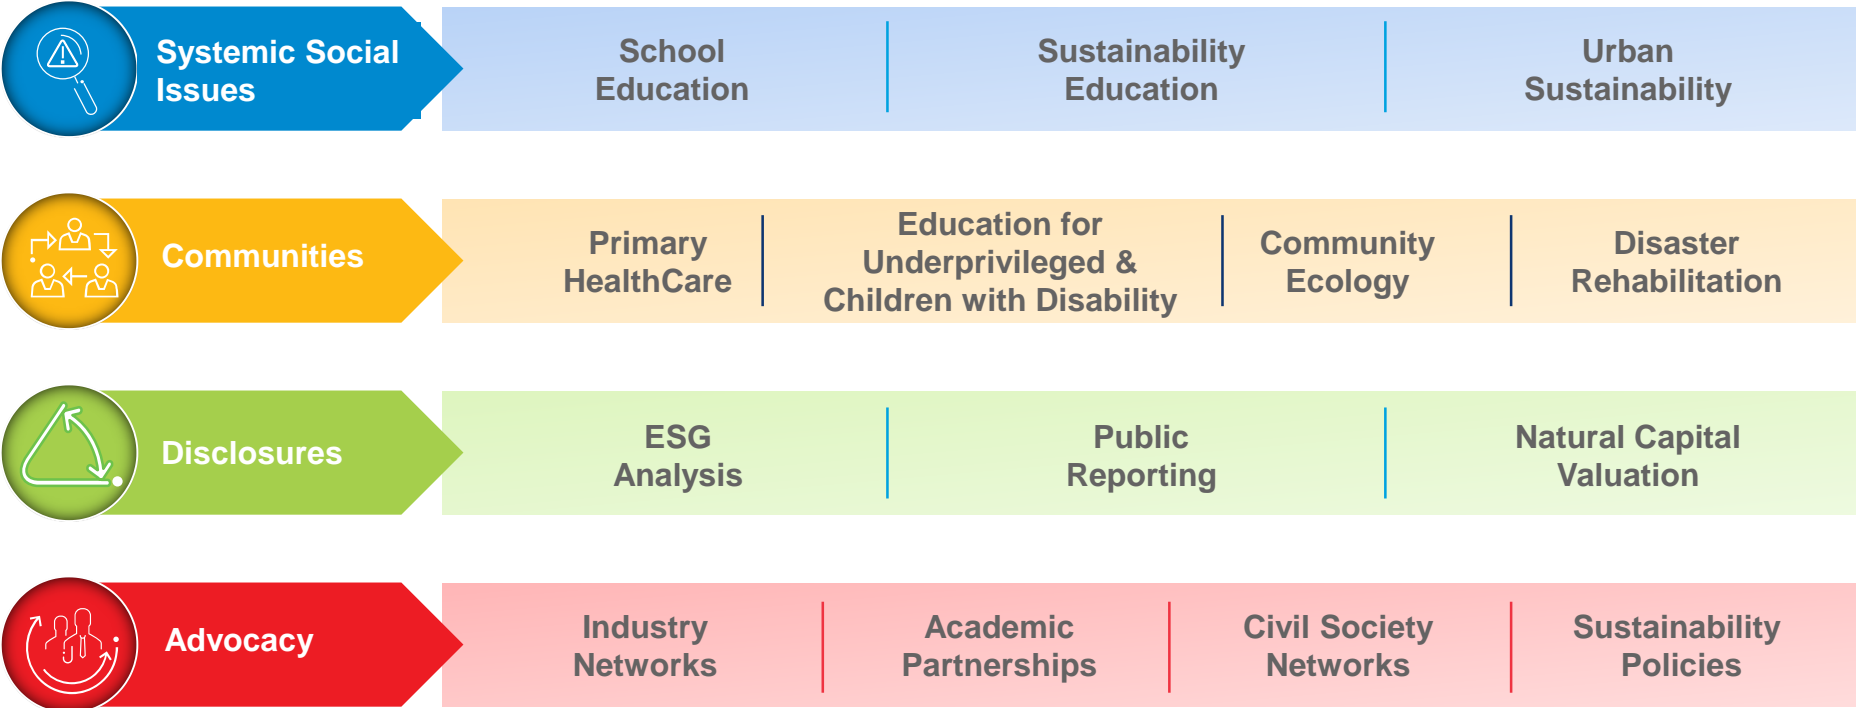 Systemic Social
Issues
School
Education
Sustainability
Education
Urban
Sustainability
Communities
Primary
HealthCare
Education for
Underprivileged &
Children with Disability
Community
Ecology
Disaster
Rehabilitation
Disclosures
ESG
Analysis
Public
Reporting
Natural Capital
Valuation
Advocacy
Industry
Networks
Academic
Partnerships
Civil Society
Networks
Sustainability
Policies